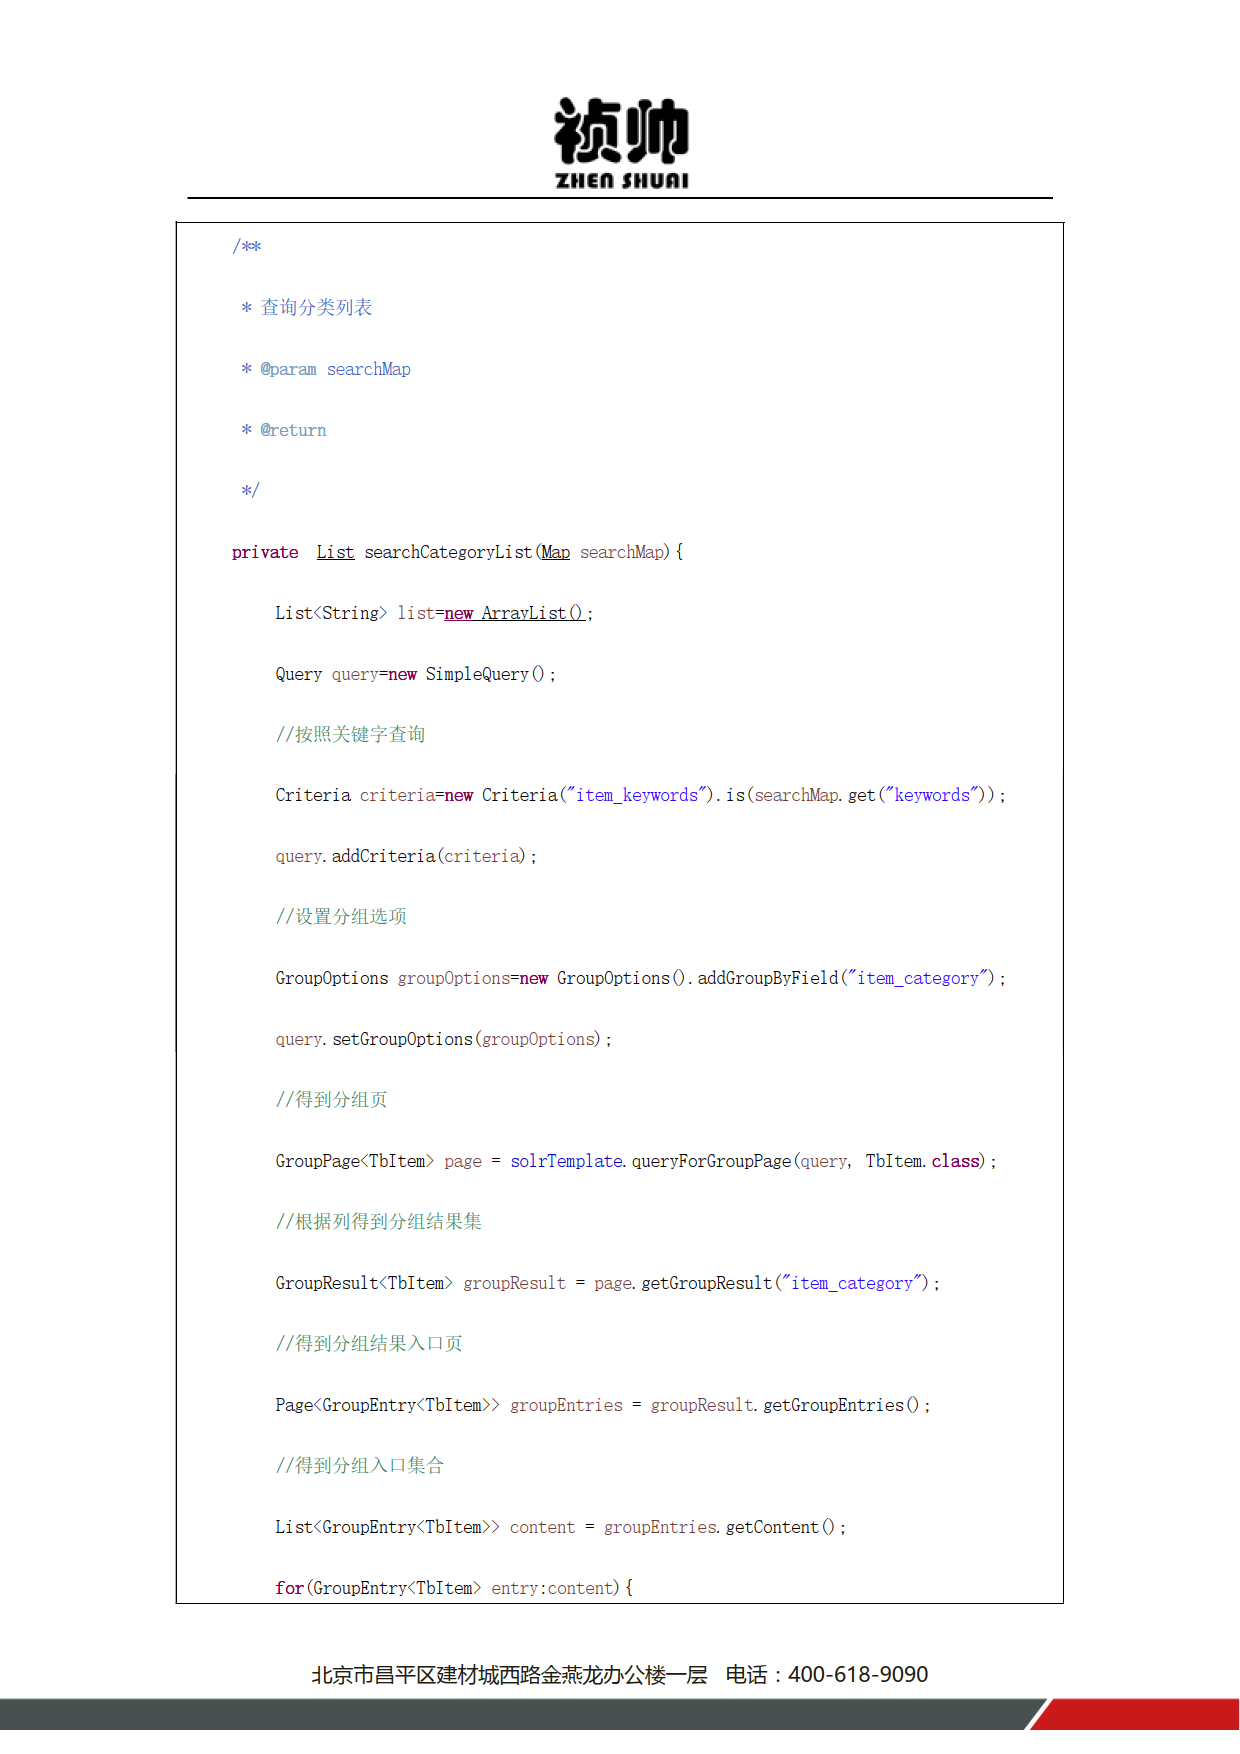 祯帅
ZHEN SHUAI
/**
* 查询分类列表
* @param searchMap
* @return
*/
private  List searchCategoryList(Map searchMap){
List<String> list=new ArrayList();
Query query=new SimpleQuery();
//按照关键字查询
Criteria criteria=new Criteria("item_keywords").is(searchMap.get("keywords"));
query.addCriteria(criteria);
//设置分组选项
GroupOptions groupOptions=new GroupOptions().addGroupByField("item_category");
query.setGroupOptions(groupOptions);
//得到分组页
GroupPage<TbItem> page = solrTemplate.queryForGroupPage(query, TbItem.class);
//根据列得到分组结果集
GroupResult<TbItem> groupResult = page.getGroupResult("item_category");
//得到分组结果入口页
Page<GroupEntry<TbItem>> groupEntries = groupResult.getGroupEntries();
//得到分组入口集合
List<GroupEntry<TbItem>> content = groupEntries.getContent();
for(GroupEntry<TbItem> entry:content){
北京市昌平区建材城西路金燕龙办公楼一层 电话：400-618-9090